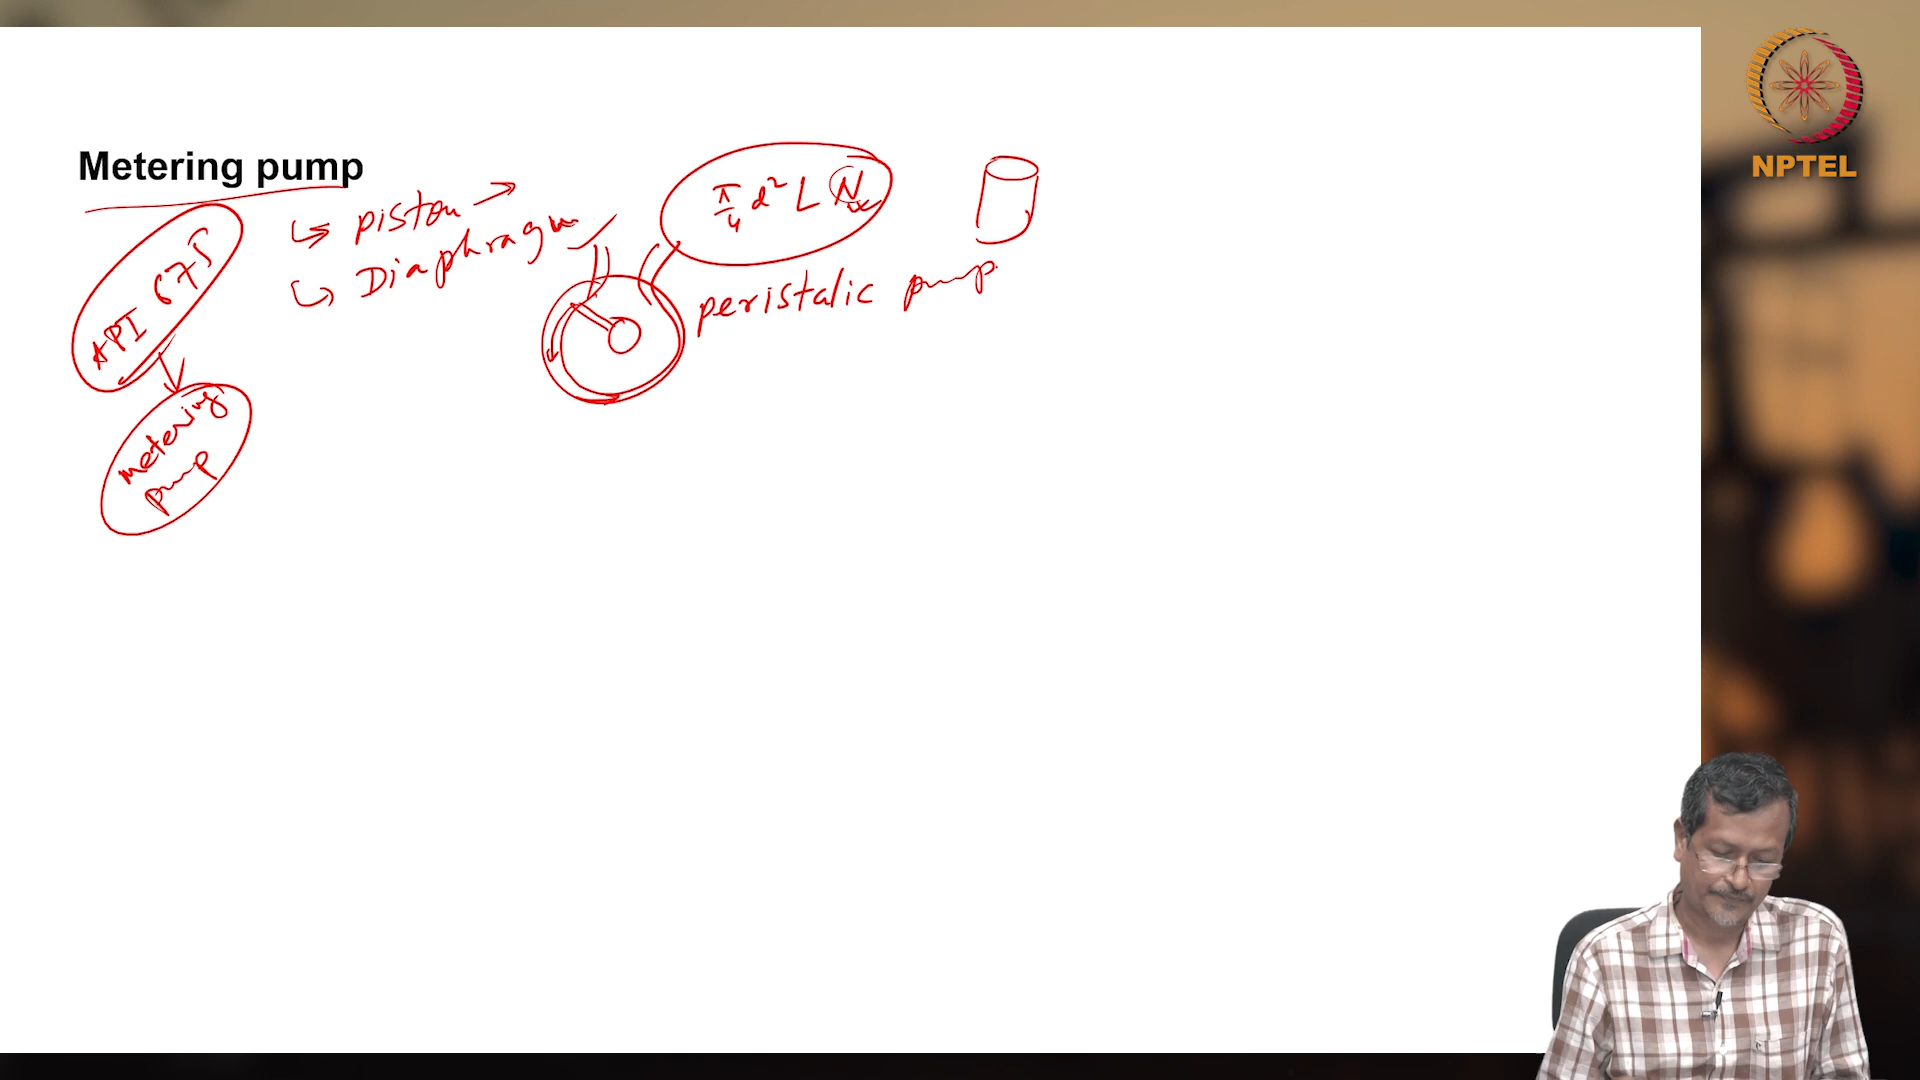 Metering pump
API 675
metering
pump
↳ piston →
↳ Diaphragm
π/4 d² L N
peristalic pump
NPTEL